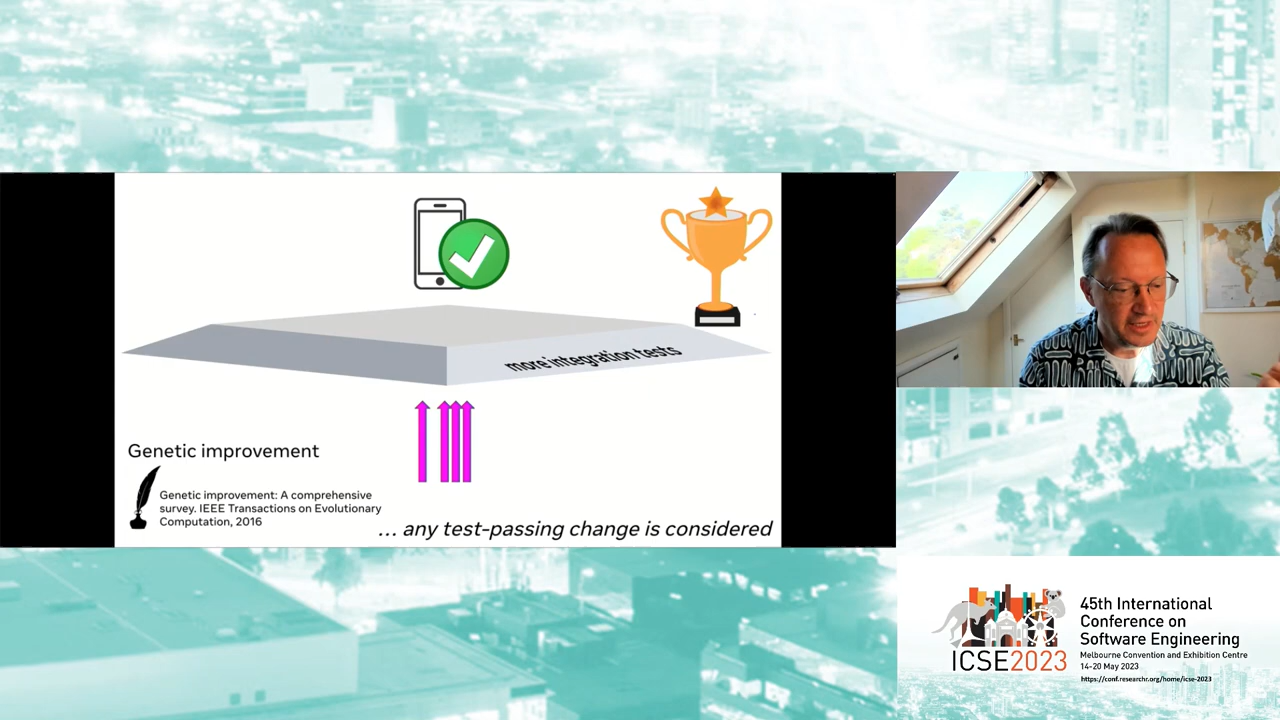 more integration tests
Genetic improvement
Genetic improvement: A comprehensive
survey. IEEE Transactions on Evolutionary
Computation, 2016
... any test-passing change is considered
ICSE2023
45th International
Conference on
Software Engineering
Melbourne Convention and Exhibition Centre
14-20 May 2023
https://conf.researchr.org/home/icse-2023